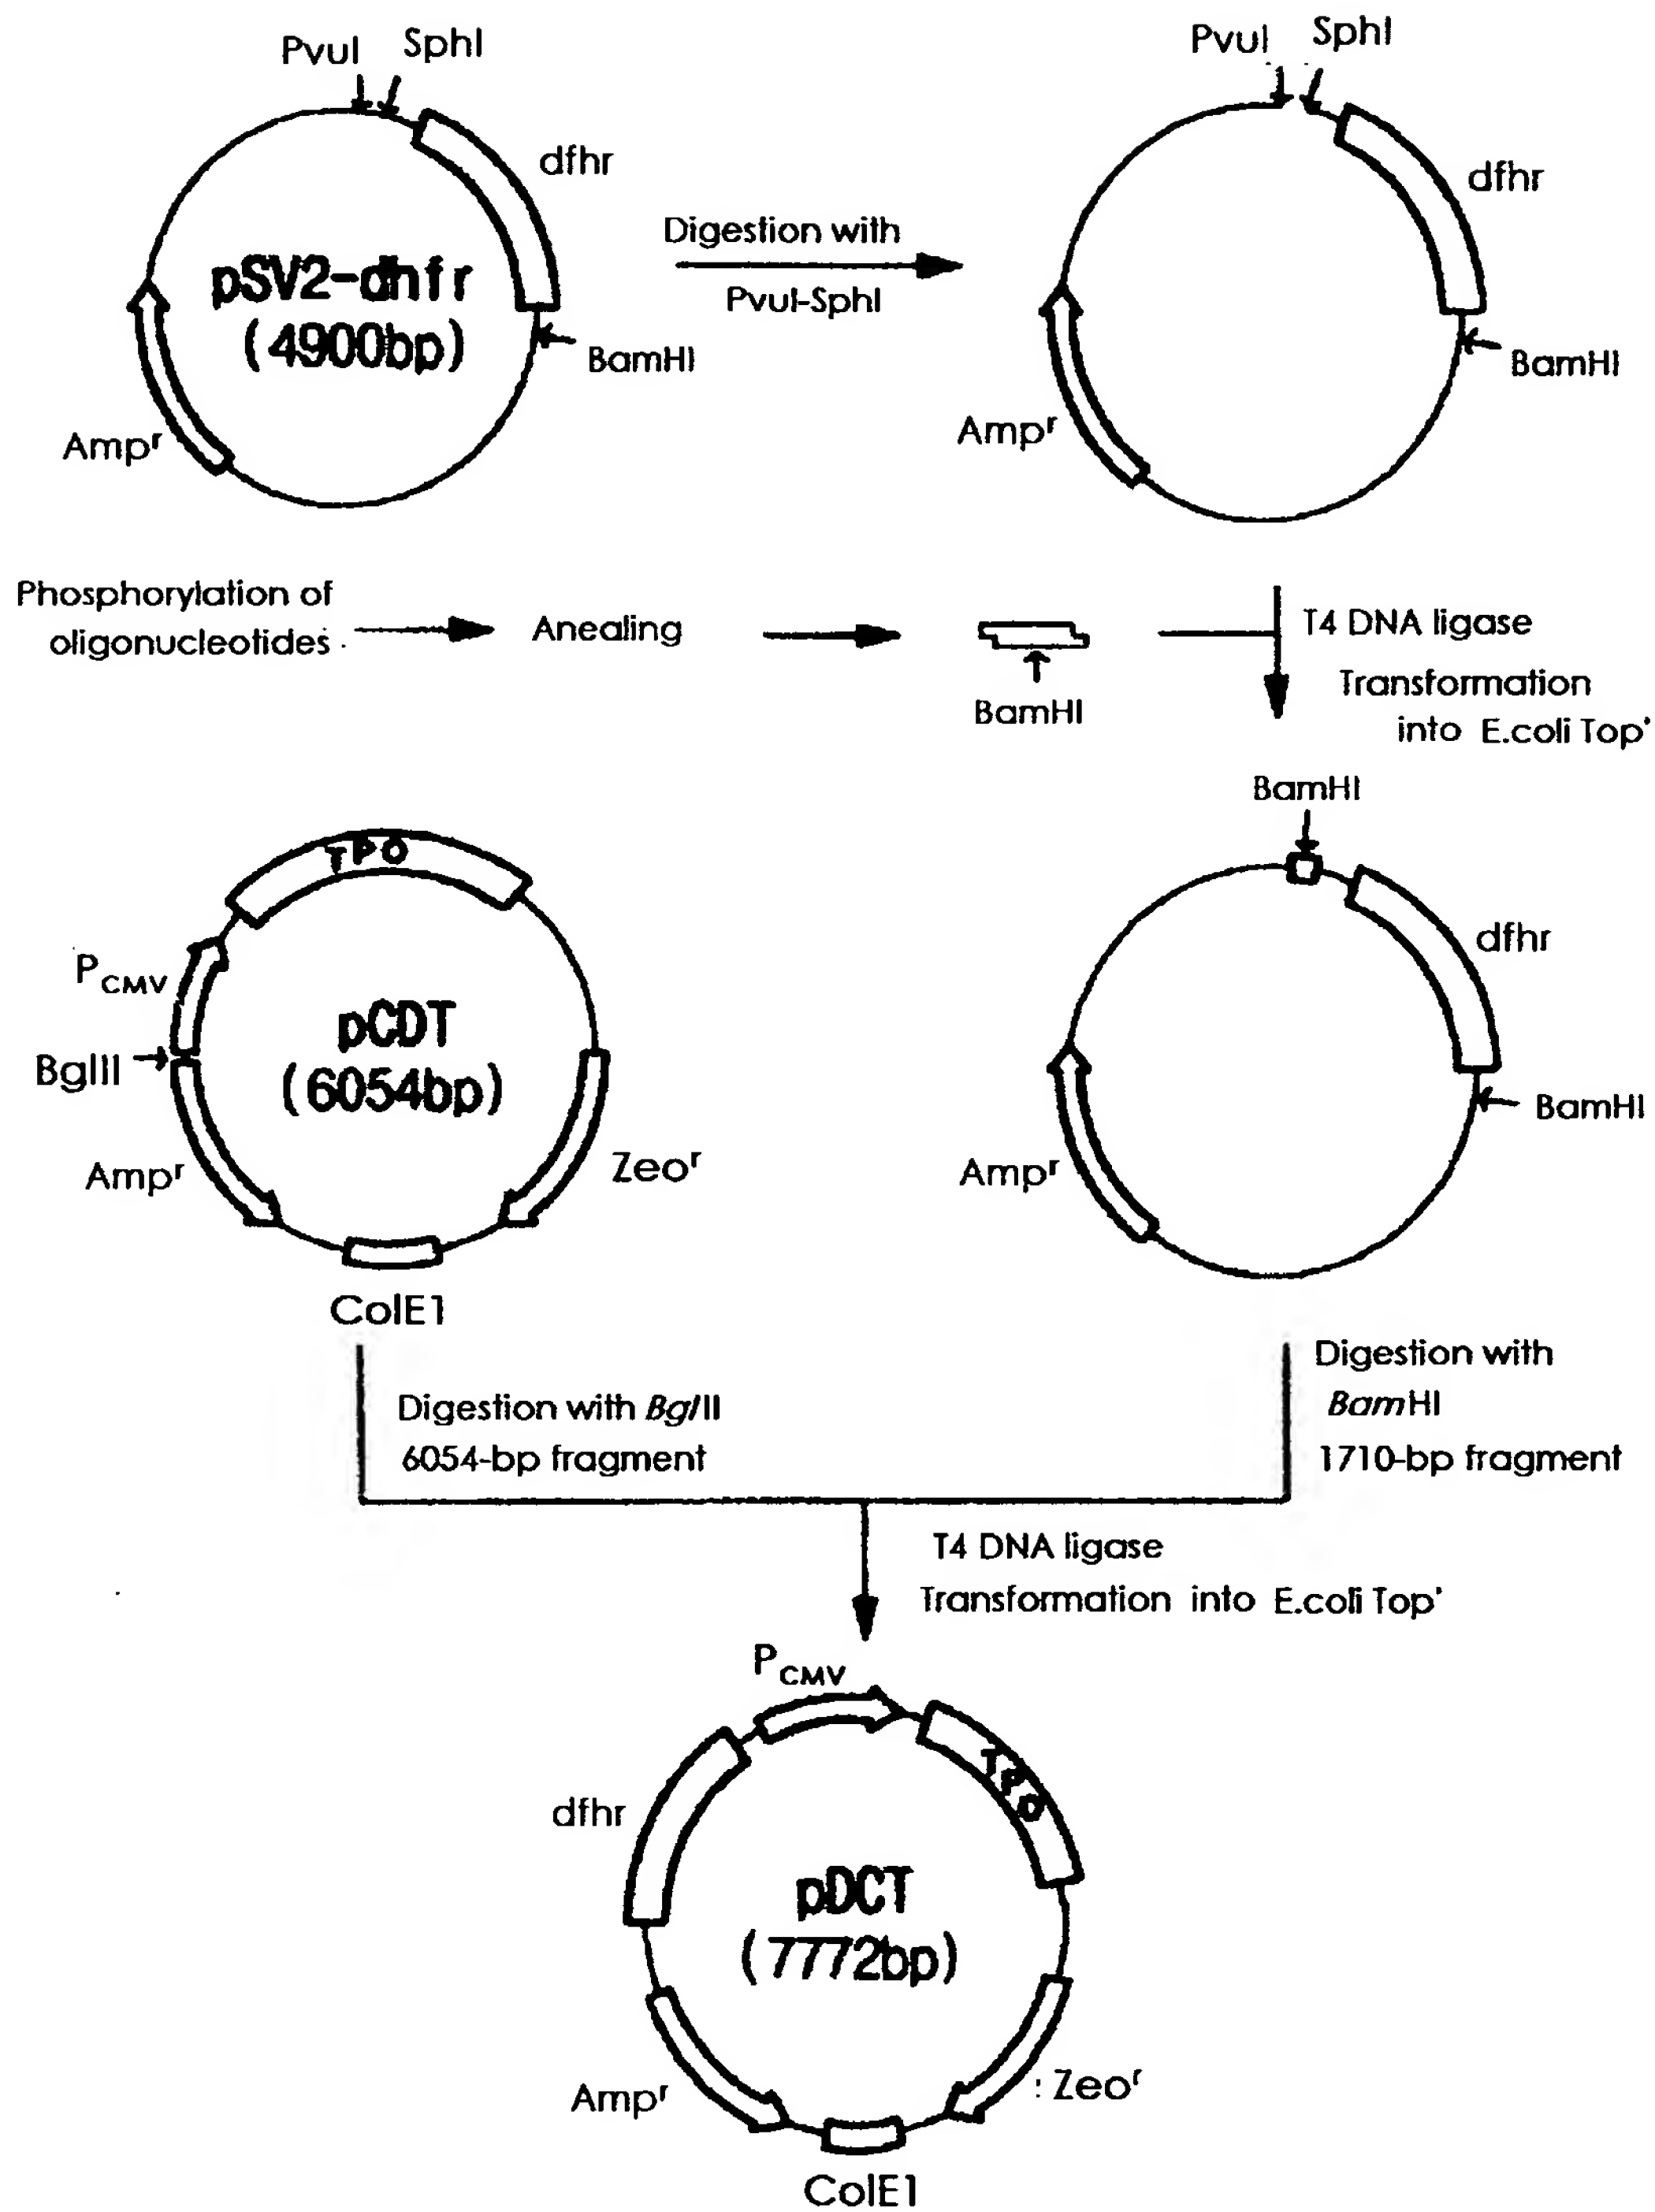 PvuI SphI
dfhr
pSV2-dhfr
(4900bp)
BamHI
Ampʳ
Digestion with
PvuI-SphI
PvuI SphI
dfhr
BamHI
Ampʳ
Phosphorylation of
oligonucleotides
Anealing
BamHI
T4 DNA ligase
Transformation
into E.coli Top'
TPO
P_CMV
pCDT
(6054bp)
BglII
Ampʳ
Zeoʳ
ColE1
BamHI
dfhr
BamHI
Ampʳ
Digestion with BglII
6054-bp fragment
Digestion with
BamHI
1710-bp fragment
T4 DNA ligase
Transformation into E.coli Top'
P_CMV
TPO
dfhr
pDCT
(7772bp)
Ampʳ
Zeoʳ
ColE1